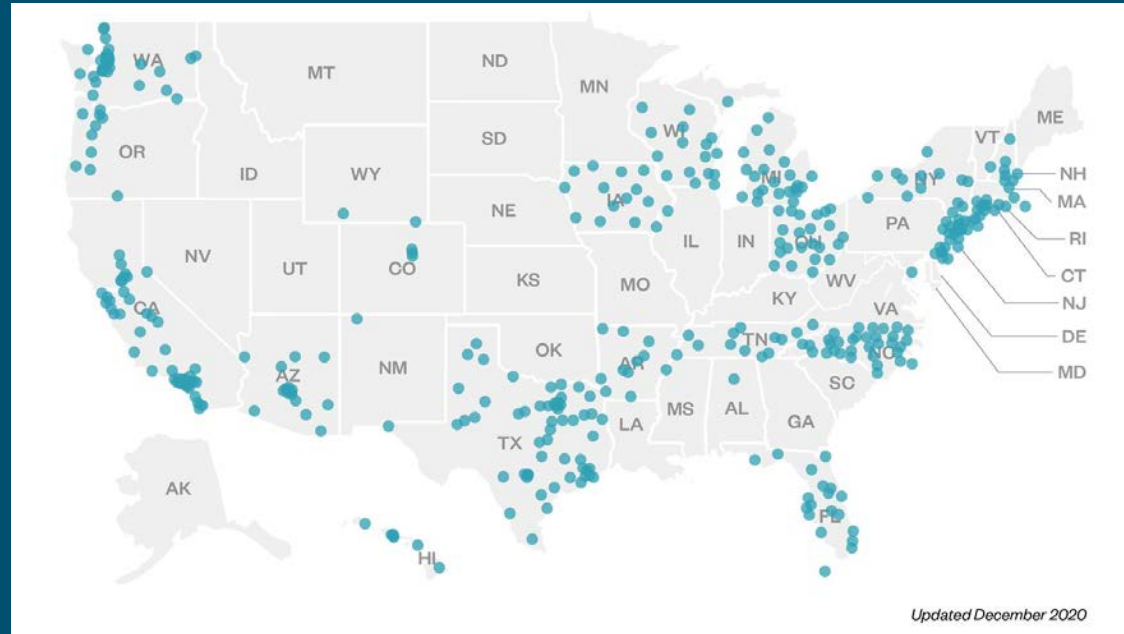 WA
MT
ND
MN
ME
VT
OR
ID
WY
SD
WI
MI
NY
NH
MA
NE
IA
PA
RI
NV
UT
CO
KS
MO
IL
IN
OH
WV
CT
CA
KY
VA
NJ
AZ
NM
OK
AR
TN
NC
DE
SC
MD
TX
LA
MS
AL
GA
AK
HI
FL
Updated December 2020